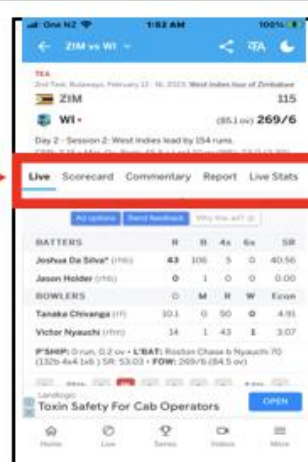 One NZ
1:02 AM
100%
ZIM vs WI
TEA
2nd Test, Bulawayo, February 12 - 16, 2023, West Indies tour of Zimbabwe
ZIM 115
WI (85.1 ov) 269/6
Day 2 - Session 2: West Indies lead by 154 runs.
Live Scorecard Commentary Report Live Stats
Ad options Send feedback Why this ad?
BATTERS R B 4s 6s SR
Joshua Da Silva* (rhb) 43 106 5 0 40.56
Jason Holder (rhb) 0 1 0 0 0.00
BOWLERS O M R W Econ
Tanaka Chivanga (rf) 10.1 0 50 0 4.91
Victor Nyauchi (rfm) 14 1 43 1 3.07
P'SHIP: 0 run, 0.2 ov • L'BAT: Roston Chase b Nyauchi 70
(132b 4x4 1x6) SR: 53.03 • FOW: 269/6 (84.5 ov)
Landlogic
Toxin Safety For Cab Operators
OPEN
Home Live Series Videos More